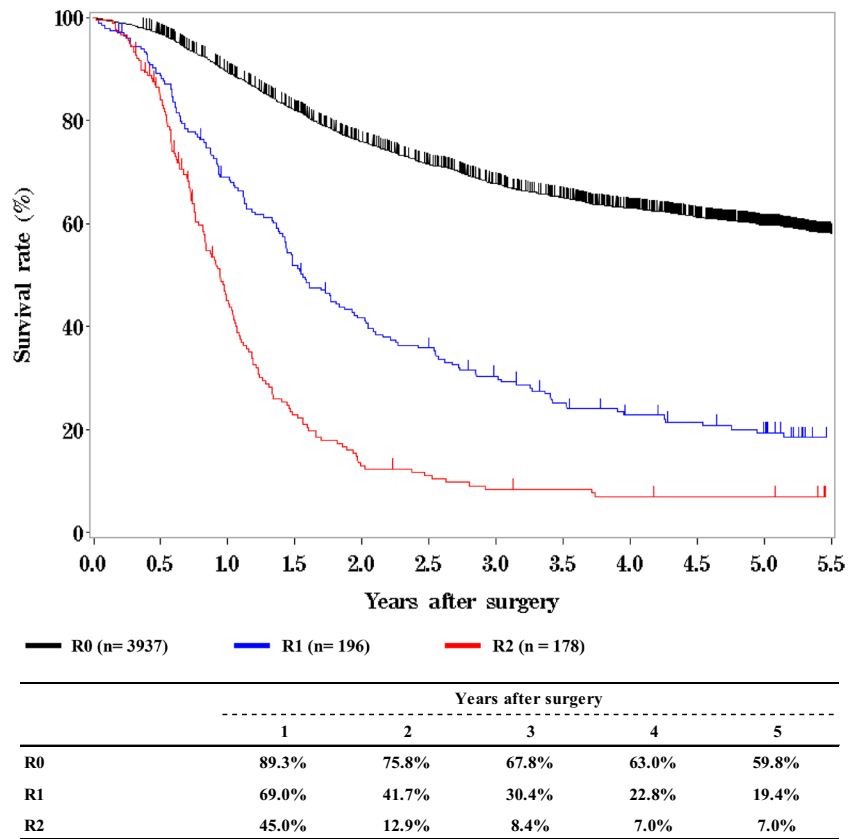 100
80
60
40
20
0
Survival rate (%)
0.0 0.5 1.0 1.5 2.0 2.5 3.0 3.5 4.0 4.5 5.0 5.5
Years after surgery
R0 (n= 3937) R1 (n= 196) R2 (n = 178)
Years after surgery
1 2 3 4 5
R0 89.3% 75.8% 67.8% 63.0% 59.8%
R1 69.0% 41.7% 30.4% 22.8% 19.4%
R2 45.0% 12.9% 8.4% 7.0% 7.0%